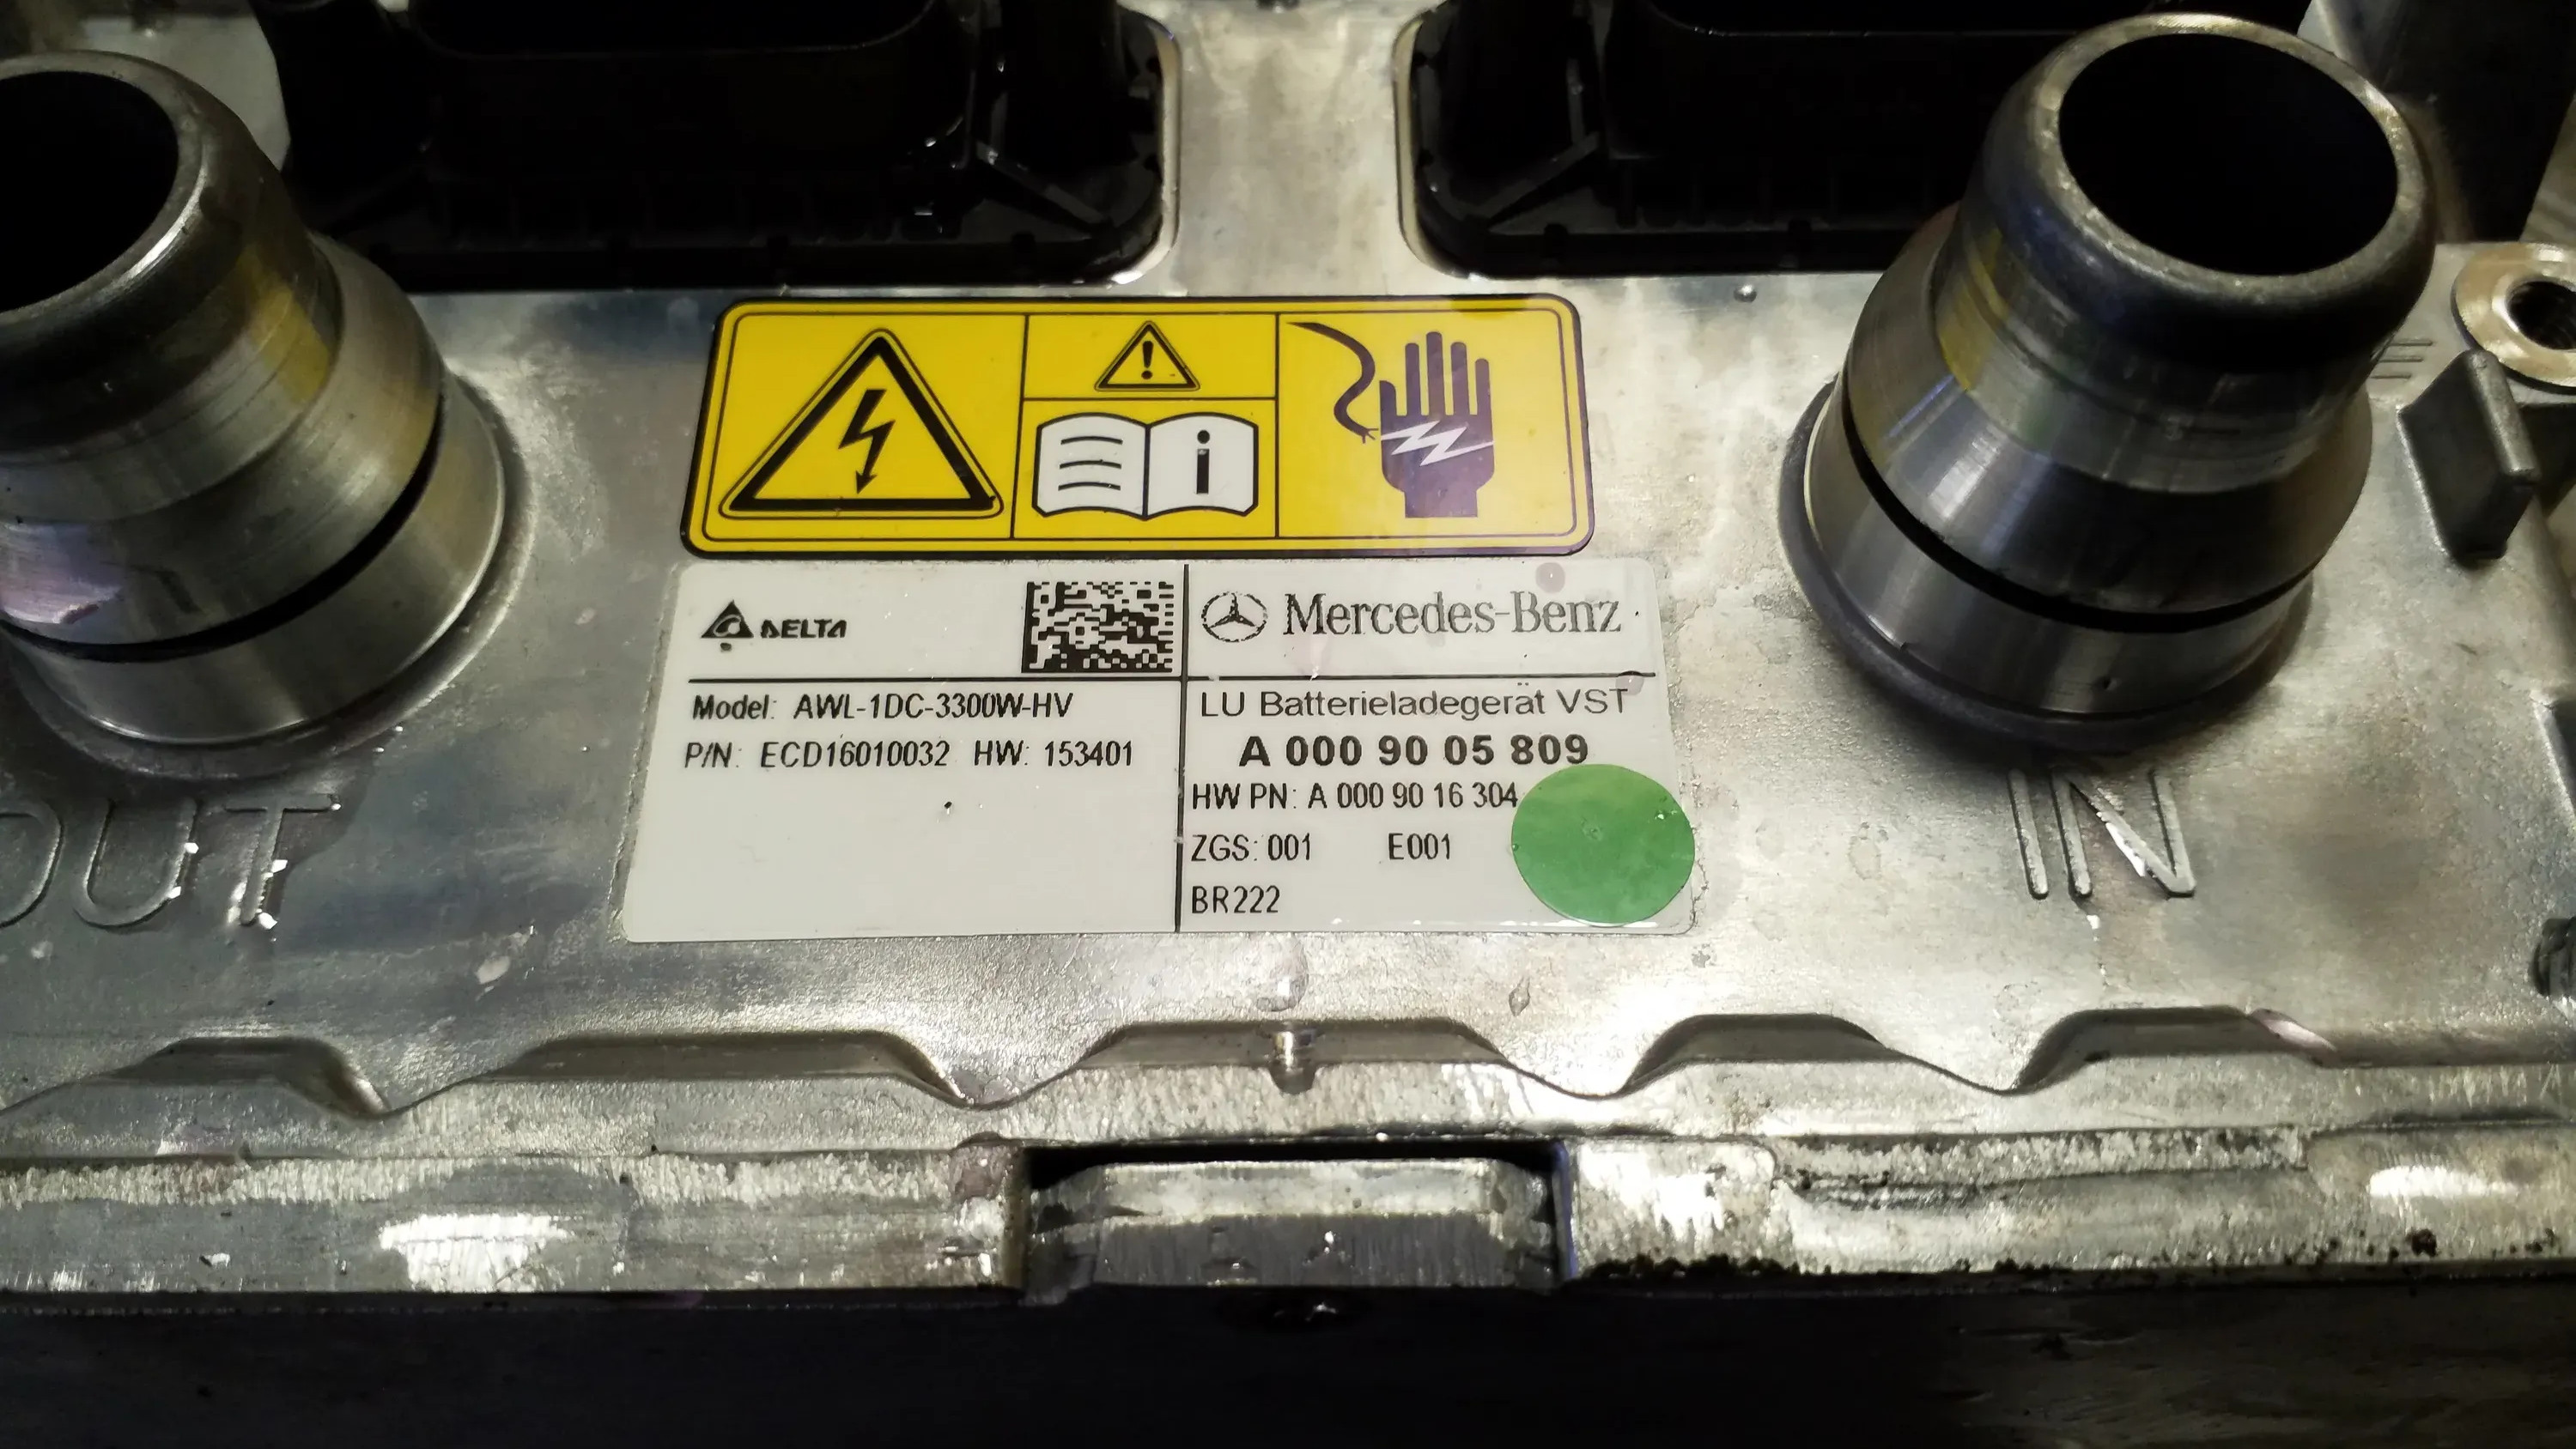 DELTA
Model: AWL-1DC-3300W-HV
P/N: ECD16010032 HW: 153401
Mercedes-Benz
LU Batterieladegerät VST
A 000 90 05 809
HW PN: A 000 90 16 304
ZGS: 001 E001
BR222
OUT
IN